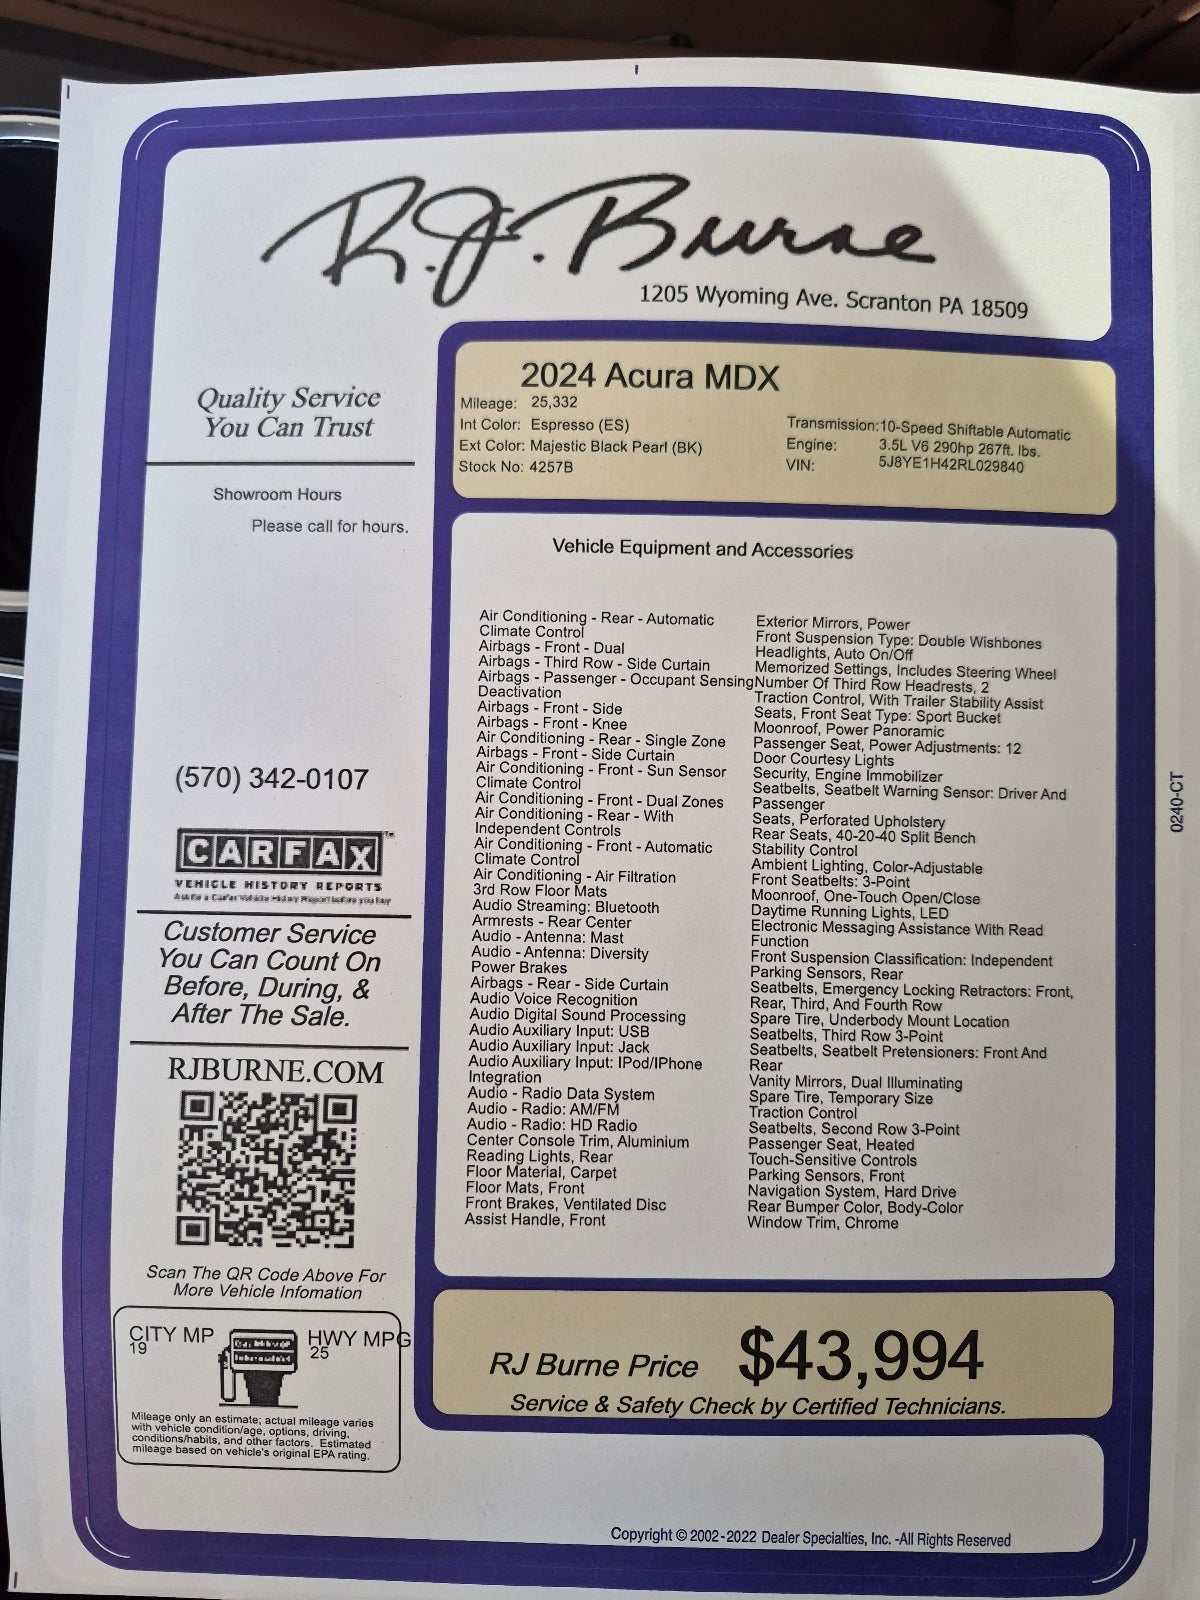 R.J. Burne
1205 Wyoming Ave. Scranton PA 18509
Quality Service
You Can Trust
Showroom Hours
Please call for hours.
(570) 342-0107
CARFAX™
VEHICLE HISTORY REPORTS
Ask for a Carfax Vehicle History Report before you buy
Customer Service
You Can Count On
Before, During, &
After The Sale.
RJBURNE.COM
Scan The QR Code Above For
More Vehicle Infomation
CITY MP
19
HWY MPG
25
Mileage only an estimate; actual mileage varies
with vehicle condition/age, options, driving,
conditions/habits, and other factors. Estimated
mileage based on vehicle's original EPA rating.
2024 Acura MDX
Mileage: 25,332
Int Color: Espresso (ES)
Ext Color: Majestic Black Pearl (BK)
Stock No: 4257B
Transmission:10-Speed Shiftable Automatic
Engine: 3.5L V6 290hp 267ft. lbs.
VIN: 5J8YE1H42RL029840
Vehicle Equipment and Accessories
Air Conditioning - Rear - Automatic
Climate Control
Airbags - Front - Dual
Airbags - Third Row - Side Curtain
Airbags - Passenger - Occupant Sensing
Deactivation
Airbags - Front - Side
Airbags - Front - Knee
Air Conditioning - Rear - Single Zone
Airbags - Front - Side Curtain
Air Conditioning - Front - Sun Sensor
Climate Control
Air Conditioning - Front - Dual Zones
Air Conditioning - Rear - With
Independent Controls
Air Conditioning - Front - Automatic
Climate Control
Air Conditioning - Air Filtration
3rd Row Floor Mats
Audio Streaming: Bluetooth
Armrests - Rear Center
Audio - Antenna: Mast
Audio - Antenna: Diversity
Power Brakes
Airbags - Rear - Side Curtain
Audio Voice Recognition
Audio Digital Sound Processing
Audio Auxiliary Input: USB
Audio Auxiliary Input: Jack
Audio Auxiliary Input: IPod/IPhone
Integration
Audio - Radio Data System
Audio - Radio: AM/FM
Audio - Radio: HD Radio
Center Console Trim, Aluminium
Reading Lights, Rear
Floor Material, Carpet
Floor Mats, Front
Front Brakes, Ventilated Disc
Assist Handle, Front
Exterior Mirrors, Power
Front Suspension Type: Double Wishbones
Headlights, Auto On/Off
Memorized Settings, Includes Steering Wheel
Number Of Third Row Headrests, 2
Traction Control, With Trailer Stability Assist
Seats, Front Seat Type: Sport Bucket
Moonroof, Power Panoramic
Passenger Seat, Power Adjustments: 12
Door Courtesy Lights
Security, Engine Immobilizer
Seatbelts, Seatbelt Warning Sensor: Driver And
Passenger
Seats, Perforated Upholstery
Rear Seats, 40-20-40 Split Bench
Stability Control
Ambient Lighting, Color-Adjustable
Front Seatbelts: 3-Point
Moonroof, One-Touch Open/Close
Daytime Running Lights, LED
Electronic Messaging Assistance With Read
Function
Front Suspension Classification: Independent
Parking Sensors, Rear
Seatbelts, Emergency Locking Retractors: Front,
Rear, Third, And Fourth Row
Spare Tire, Underbody Mount Location
Seatbelts, Third Row 3-Point
Seatbelts, Seatbelt Pretensioners: Front And
Rear
Vanity Mirrors, Dual Illuminating
Spare Tire, Temporary Size
Traction Control
Seatbelts, Second Row 3-Point
Passenger Seat, Heated
Touch-Sensitive Controls
Parking Sensors, Front
Navigation System, Hard Drive
Rear Bumper Color, Body-Color
Window Trim, Chrome
RJ Burne Price $43,994
Service & Safety Check by Certified Technicians.
Copyright © 2002-2022 Dealer Specialties, Inc. -All Rights Reserved
0240-CT